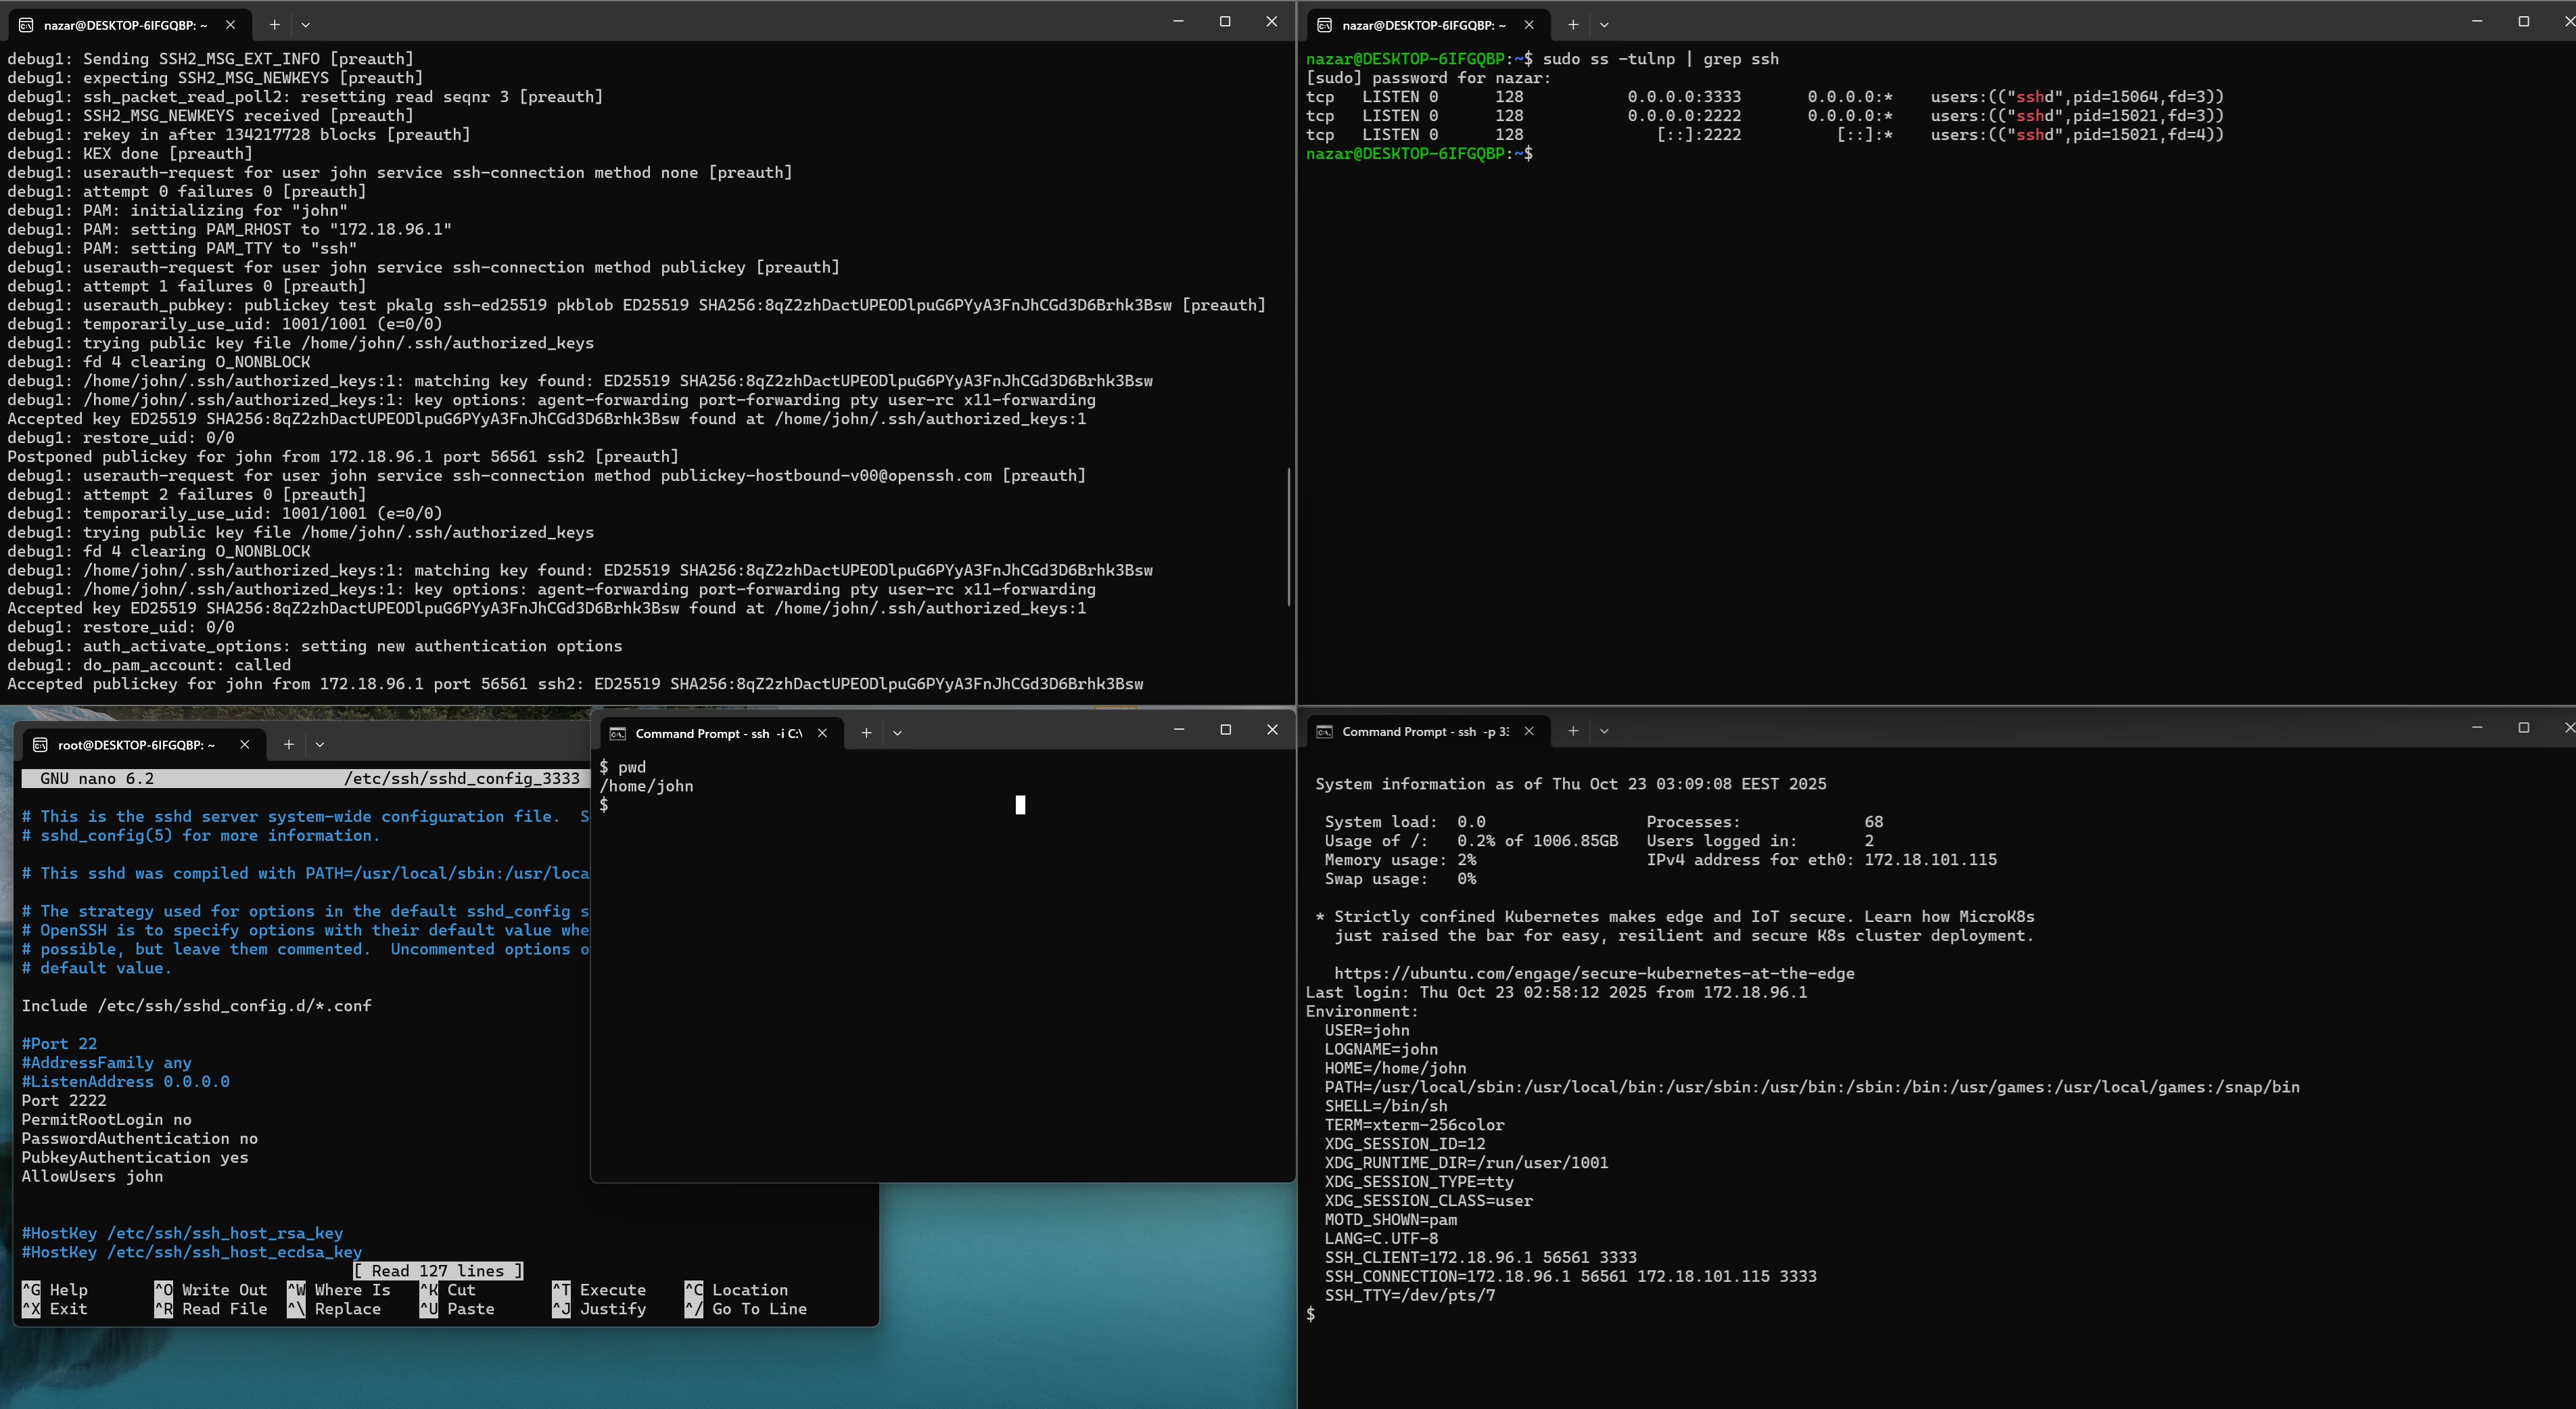 nazar@DESKTOP-6IFGQBP: ~
debug1: Sending SSH2_MSG_EXT_INFO [preauth]
debug1: expecting SSH2_MSG_NEWKEYS [preauth]
debug1: ssh_packet_read_poll2: resetting read seqnr 3 [preauth]
debug1: SSH2_MSG_NEWKEYS received [preauth]
debug1: rekey in after 134217728 blocks [preauth]
debug1: KEX done [preauth]
debug1: userauth-request for user john service ssh-connection method none [preauth]
debug1: attempt 0 failures 0 [preauth]
debug1: PAM: initializing for "john"
debug1: PAM: setting PAM_RHOST to "172.18.96.1"
debug1: PAM: setting PAM_TTY to "ssh"
debug1: userauth-request for user john service ssh-connection method publickey [preauth]
debug1: attempt 1 failures 0 [preauth]
debug1: userauth_pubkey: publickey test pkalg ssh-ed25519 pkblob ED25519 SHA256:8qZ2zhDactUPEODlpuG6PYyA3FnJhCGd3D6Brhk3Bsw [preauth]
debug1: temporarily_use_uid: 1001/1001 (e=0/0)
debug1: trying public key file /home/john/.ssh/authorized_keys
debug1: fd 4 clearing O_NONBLOCK
debug1: /home/john/.ssh/authorized_keys:1: matching key found: ED25519 SHA256:8qZ2zhDactUPEODlpuG6PYyA3FnJhCGd3D6Brhk3Bsw
debug1: /home/john/.ssh/authorized_keys:1: key options: agent-forwarding port-forwarding pty user-rc x11-forwarding
Accepted key ED25519 SHA256:8qZ2zhDactUPEODlpuG6PYyA3FnJhCGd3D6Brhk3Bsw found at /home/john/.ssh/authorized_keys:1
debug1: restore_uid: 0/0
Postponed publickey for john from 172.18.96.1 port 56561 ssh2 [preauth]
debug1: userauth-request for user john service ssh-connection method publickey-hostbound-v00@openssh.com [preauth]
debug1: attempt 2 failures 0 [preauth]
debug1: temporarily_use_uid: 1001/1001 (e=0/0)
debug1: trying public key file /home/john/.ssh/authorized_keys
debug1: fd 4 clearing O_NONBLOCK
debug1: /home/john/.ssh/authorized_keys:1: matching key found: ED25519 SHA256:8qZ2zhDactUPEODlpuG6PYyA3FnJhCGd3D6Brhk3Bsw
debug1: /home/john/.ssh/authorized_keys:1: key options: agent-forwarding port-forwarding pty user-rc x11-forwarding
Accepted key ED25519 SHA256:8qZ2zhDactUPEODlpuG6PYyA3FnJhCGd3D6Brhk3Bsw found at /home/john/.ssh/authorized_keys:1
debug1: restore_uid: 0/0
debug1: auth_activate_options: setting new authentication options
debug1: do_pam_account: called
Accepted publickey for john from 172.18.96.1 port 56561 ssh2: ED25519 SHA256:8qZ2zhDactUPEODlpuG6PYyA3FnJhCGd3D6Brhk3Bsw
nazar@DESKTOP-6IFGQBP: ~
nazar@DESKTOP-6IFGQBP:~$ sudo ss -tulnp | grep ssh
[sudo] password for nazar:
tcp LISTEN 0 128 0.0.0.0:3333 0.0.0.0:* users:(("sshd",pid=15064,fd=3))
tcp LISTEN 0 128 0.0.0.0:2222 0.0.0.0:* users:(("sshd",pid=15021,fd=3))
tcp LISTEN 0 128 [::]:2222 [::]:* users:(("sshd",pid=15021,fd=4))
nazar@DESKTOP-6IFGQBP:~$
root@DESKTOP-6IFGQBP: ~
GNU nano 6.2 /etc/ssh/sshd_config_3333
# This is the sshd server system-wide configuration file. S
# sshd_config(5) for more information.
# This sshd was compiled with PATH=/usr/local/sbin:/usr/loca
# The strategy used for options in the default sshd_config s
# OpenSSH is to specify options with their default value whe
# possible, but leave them commented. Uncommented options o
# default value.
Include /etc/ssh/sshd_config.d/*.conf
#Port 22
#AddressFamily any
#ListenAddress 0.0.0.0
Port 2222
PermitRootLogin no
PasswordAuthentication no
PubkeyAuthentication yes
AllowUsers john
#HostKey /etc/ssh/ssh_host_rsa_key
#HostKey /etc/ssh/ssh_host_ecdsa_key
[ Read 127 lines ]
^G Help ^O Write Out ^W Where Is ^K Cut ^T Execute ^C Location
^X Exit ^R Read File ^\ Replace ^U Paste ^J Justify ^/ Go To Line
Command Prompt - ssh -i C:\
$ pwd
/home/john
$
Command Prompt - ssh -p 33
System information as of Thu Oct 23 03:09:08 EEST 2025
System load: 0.0 Processes: 68
Usage of /: 0.2% of 1006.85GB Users logged in: 2
Memory usage: 2% IPv4 address for eth0: 172.18.101.115
Swap usage: 0%
* Strictly confined Kubernetes makes edge and IoT secure. Learn how MicroK8s
just raised the bar for easy, resilient and secure K8s cluster deployment.
https://ubuntu.com/engage/secure-kubernetes-at-the-edge
Last login: Thu Oct 23 02:58:12 2025 from 172.18.96.1
Environment:
USER=john
LOGNAME=john
HOME=/home/john
PATH=/usr/local/sbin:/usr/local/bin:/usr/sbin:/usr/bin:/sbin:/bin:/usr/games:/usr/local/games:/snap/bin
SHELL=/bin/sh
TERM=xterm-256color
XDG_SESSION_ID=12
XDG_RUNTIME_DIR=/run/user/1001
XDG_SESSION_TYPE=tty
XDG_SESSION_CLASS=user
MOTD_SHOWN=pam
LANG=C.UTF-8
SSH_CLIENT=172.18.96.1 56561 3333
SSH_CONNECTION=172.18.96.1 56561 172.18.101.115 3333
SSH_TTY=/dev/pts/7
$